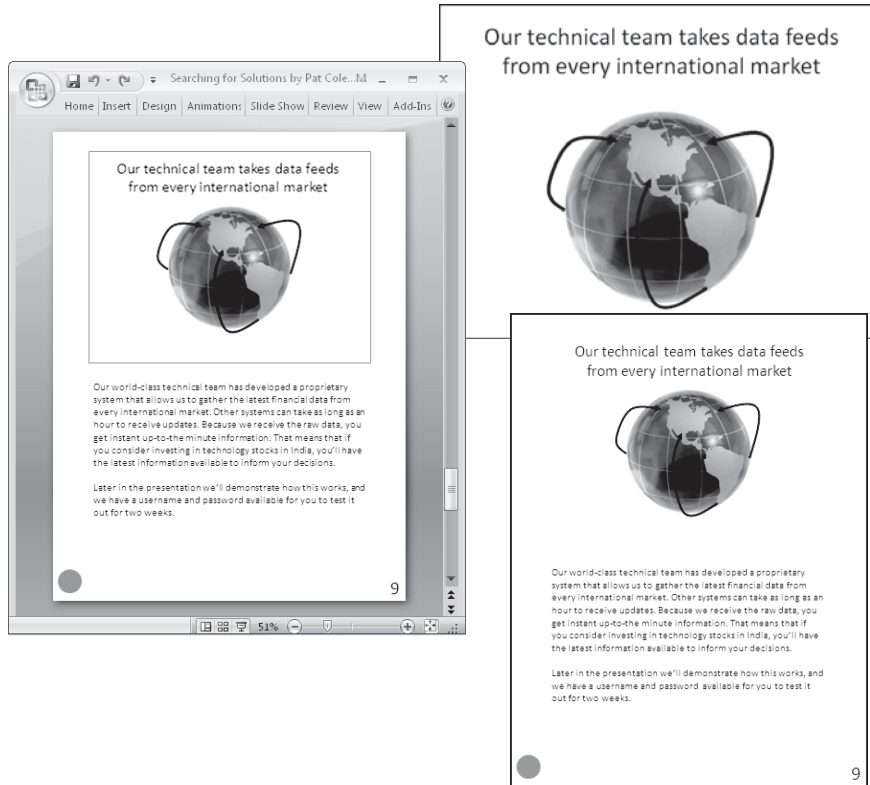 Searching for Solutions by Pat Cole...M
Home Insert Design Animations Slide Show Review View Add-Ins
Our technical team takes data feeds
from every international market
Our world-class technical team has developed a proprietary
system that allows us to gather the latest financial data from
every international market. Other systems can take as long as an
hour to receive updates. Because we receive the raw data, you
get instant up-to-the minute information. That means that if
you consider investing in technology stocks in India, you'll have
the latest information available to inform your decisions.
Later in the presentation we'll demonstrate how this works, and
we have a username and password available for you to test it
out for two weeks.
9
51%
Our technical team takes data feeds
from every international market
Our technical team takes data feeds
from every international market
Our world-class technical team has developed a proprietary
system that allows us to gather the latest financial data from
every international market. Other systems can take as long as an
hour to receive updates. Because we receive the raw data, you
get instant up-to-the minute information. That means that if
you consider investing in technology stocks in India, you'll have
the latest information available to inform your decisions.
Later in the presentation we'll demonstrate how this works, and
we have a username and password available for you to test it
out for two weeks.
9